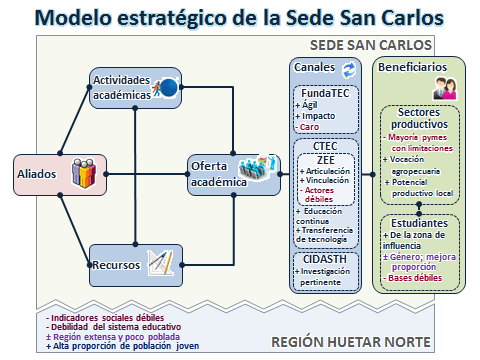 Modelo estratégico de la Sede San Carlos
SEDE SAN CARLOS
Actividades
académicas
Aliados
Oferta
académica
Recursos
Canales
FundaTEC
+ Ágil
+ Impacto
- Caro
CTEC
ZEE
+ Articulación
+ Vinculación
- Actores
débiles
+ Educación
continua
+ Transferencia
de tecnología
CIDASTH
+ Investigación
pertinente
Beneficiarios
Sectores
productivos
- Mayoría pymes
con limitaciones
+ Vocación
agropecuaria
+ Potencial
productivo local
Estudiantes
+ De la zona de
influencia
± Género; mejora
proporción
- Bases débiles
- Indicadores sociales débiles
- Debilidad del sistema educativo
± Región extensa y poco poblada
+ Alta proporción de población joven
REGIÓN HUETAR NORTE